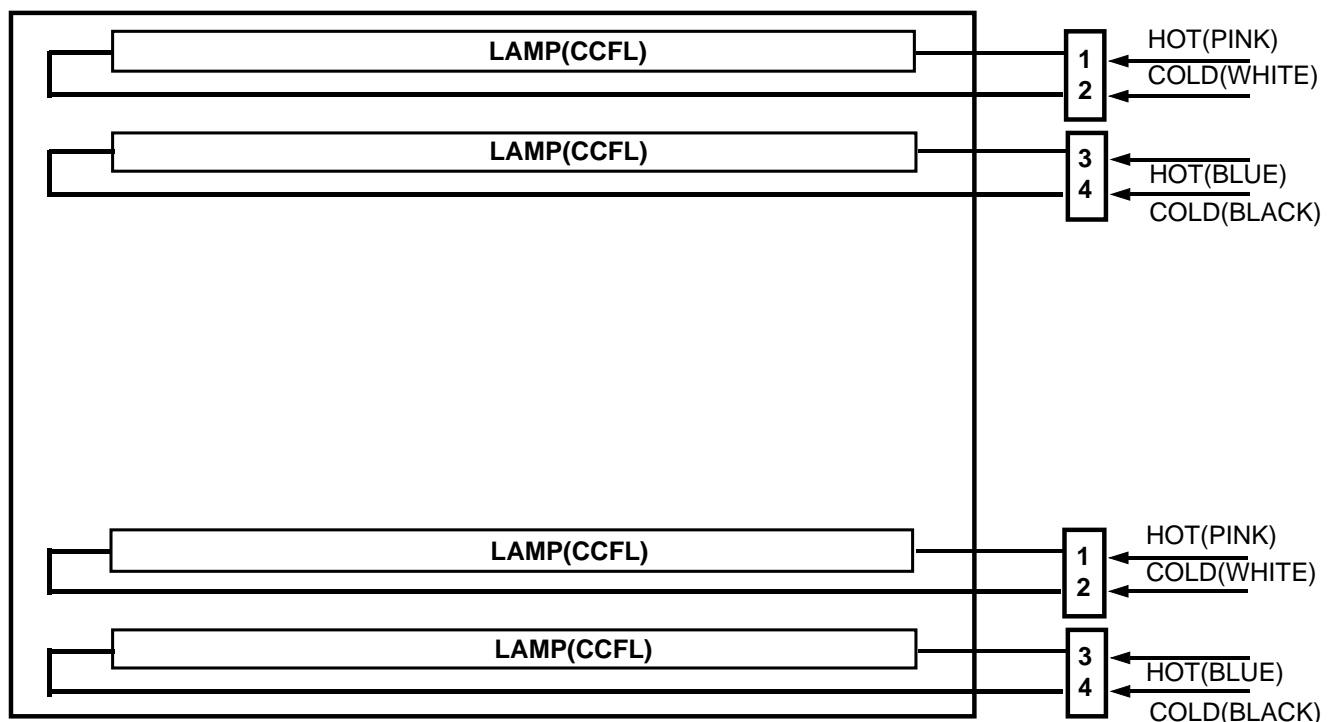 LAMP(CCFL)
1
HOT(PINK)
2
COLD(WHITE)
LAMP(CCFL)
3
HOT(BLUE)
4
COLD(BLACK)
LAMP(CCFL)
1
HOT(PINK)
2
COLD(WHITE)
LAMP(CCFL)
3
HOT(BLUE)
4
COLD(BLACK)